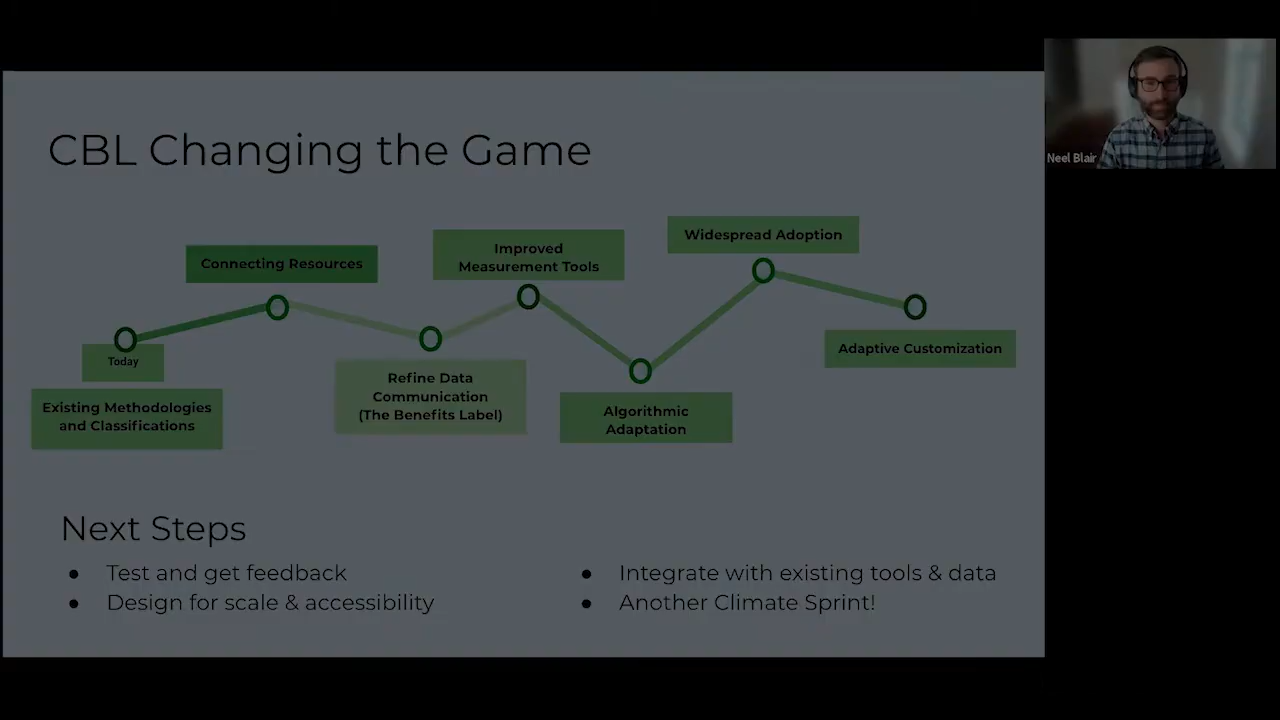 CBL Changing the Game
Neel Blair
Today
Existing Methodologies
and Classifications
Connecting Resources
Refine Data
Communication
(The Benefits Label)
Improved
Measurement Tools
Algorithmic
Adaptation
Widespread Adoption
Adaptive Customization
Next Steps
● Test and get feedback
● Design for scale & accessibility
● Integrate with existing tools & data
● Another Climate Sprint!